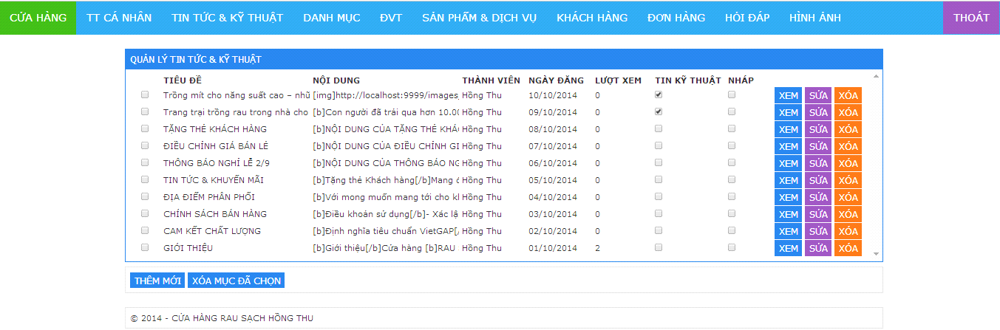 CỬA HÀNG TT CÁ NHÂN TIN TỨC & KỸ THUẬT DANH MỤC ĐVT SẢN PHẨM & DỊCH VỤ KHÁCH HÀNG ĐƠN HÀNG HỎI ĐÁP HÌNH ẢNH THOÁT
QUẢN LÝ TIN TỨC & KỸ THUẬT
TIÊU ĐỀ NỘI DUNG THÀNH VIÊN NGÀY ĐĂNG LƯỢT XEM TIN KỸ THUẬT NHÁP
Trồng mít cho năng suất cao – nhũ [img]http://localhost:9999/images, Hồng Thu 10/10/2014 0 XEM SỬA XÓA
Trang trại trồng rau trong nhà cho [b]Con người đã trải qua hơn 10.00 Hồng Thu 09/10/2014 0 XEM SỬA XÓA
TẶNG THẺ KHÁCH HÀNG [b]NỘI DUNG CỦA TẶNG THẺ KHÁ Hồng Thu 08/10/2014 0 XEM SỬA XÓA
ĐIỀU CHỈNH GIÁ BÁN LẺ [b]NỘI DUNG CỦA ĐIỀU CHỈNH GI Hồng Thu 07/10/2014 0 XEM SỬA XÓA
THÔNG BÁO NGHỈ LỄ 2/9 [b]NỘI DUNG CỦA THÔNG BÁO NG Hồng Thu 06/10/2014 0 XEM SỬA XÓA
TIN TỨC & KHUYẾN MÃI [b]Tặng thẻ Khách hàng[/b]Mang Hồng Thu 05/10/2014 0 XEM SỬA XÓA
ĐỊA ĐIỂM PHÂN PHỐI [b]Với mong muốn mang tới cho kl Hồng Thu 04/10/2014 0 XEM SỬA XÓA
CHÍNH SÁCH BÁN HÀNG [b]Điều khoản sử dụng[/b]- Xác lậ Hồng Thu 03/10/2014 0 XEM SỬA XÓA
CAM KẾT CHẤT LƯỢNG [b]Định nghĩa tiêu chuẩn VietGAP[/ Hồng Thu 02/10/2014 0 XEM SỬA XÓA
GIỚI THIỆU [b]Giới thiệu[/b]Cửa hàng [b]RAU Hồng Thu 01/10/2014 2 XEM SỬA XÓA
THÊM MỚI XÓA MỤC ĐÃ CHỌN
© 2014 - CỬA HÀNG RAU SẠCH HỒNG THU